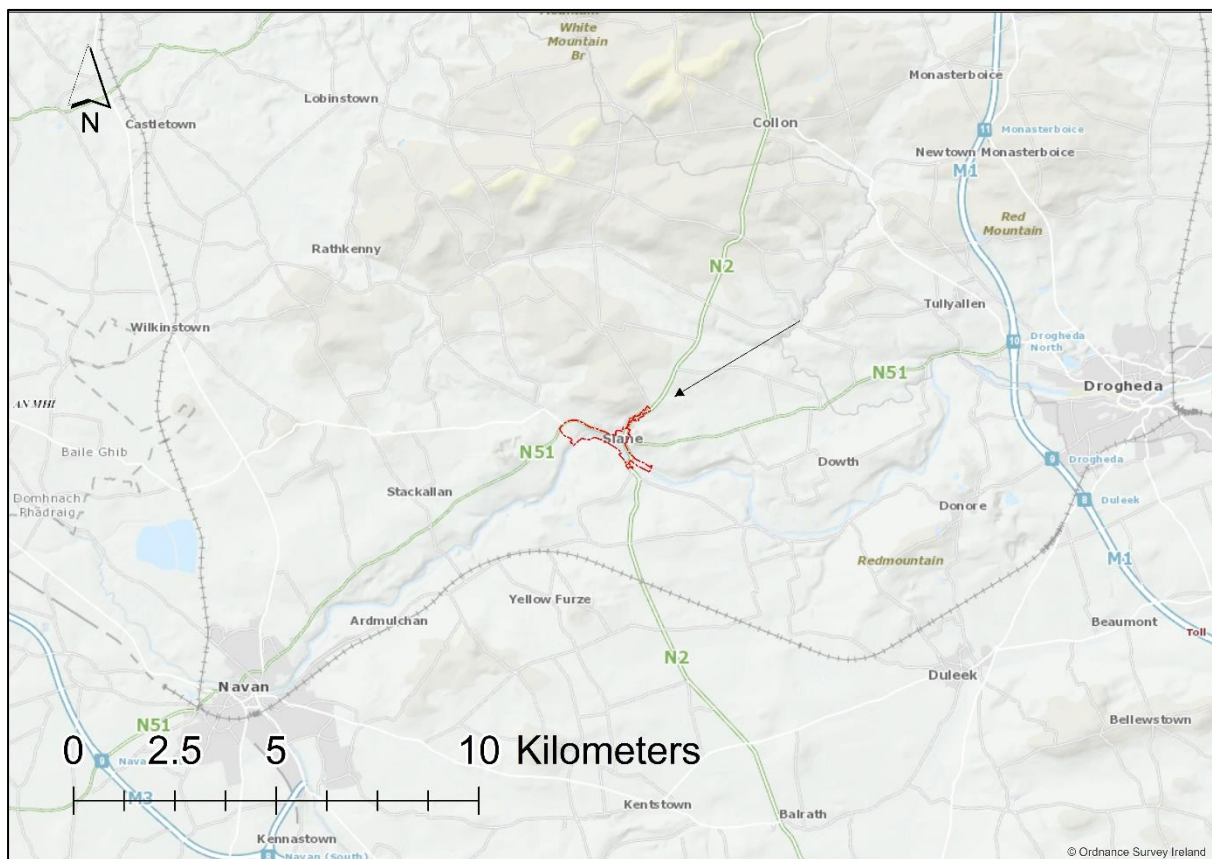 White
Mountain
Br
Monasterboice
Lobinstown
Castletown
N
Collon
11 Monasterboice
Newtown Monasterboice
M1
Red
Mountain
Rathkenny
N2
Tullyallen
Wilkinstown
10 Drogheda
North
N51
Drogheda
AN MHI
Slane
Baile Ghib
N51
Dowth
9 Drogheda
Stackallan
8 Duleek
Domhnach
Phádraig
Donore
Redmountain
M1
Yellow Furze
Ardmulchan
Beaumont
Toll
N2
Navan
Duleek
N51
Bellewstown
0 2.5 5 10 Kilometers
M3
Kentstown
Balrath
Kennastown
Navan (South)
© Ordnance Survey Ireland